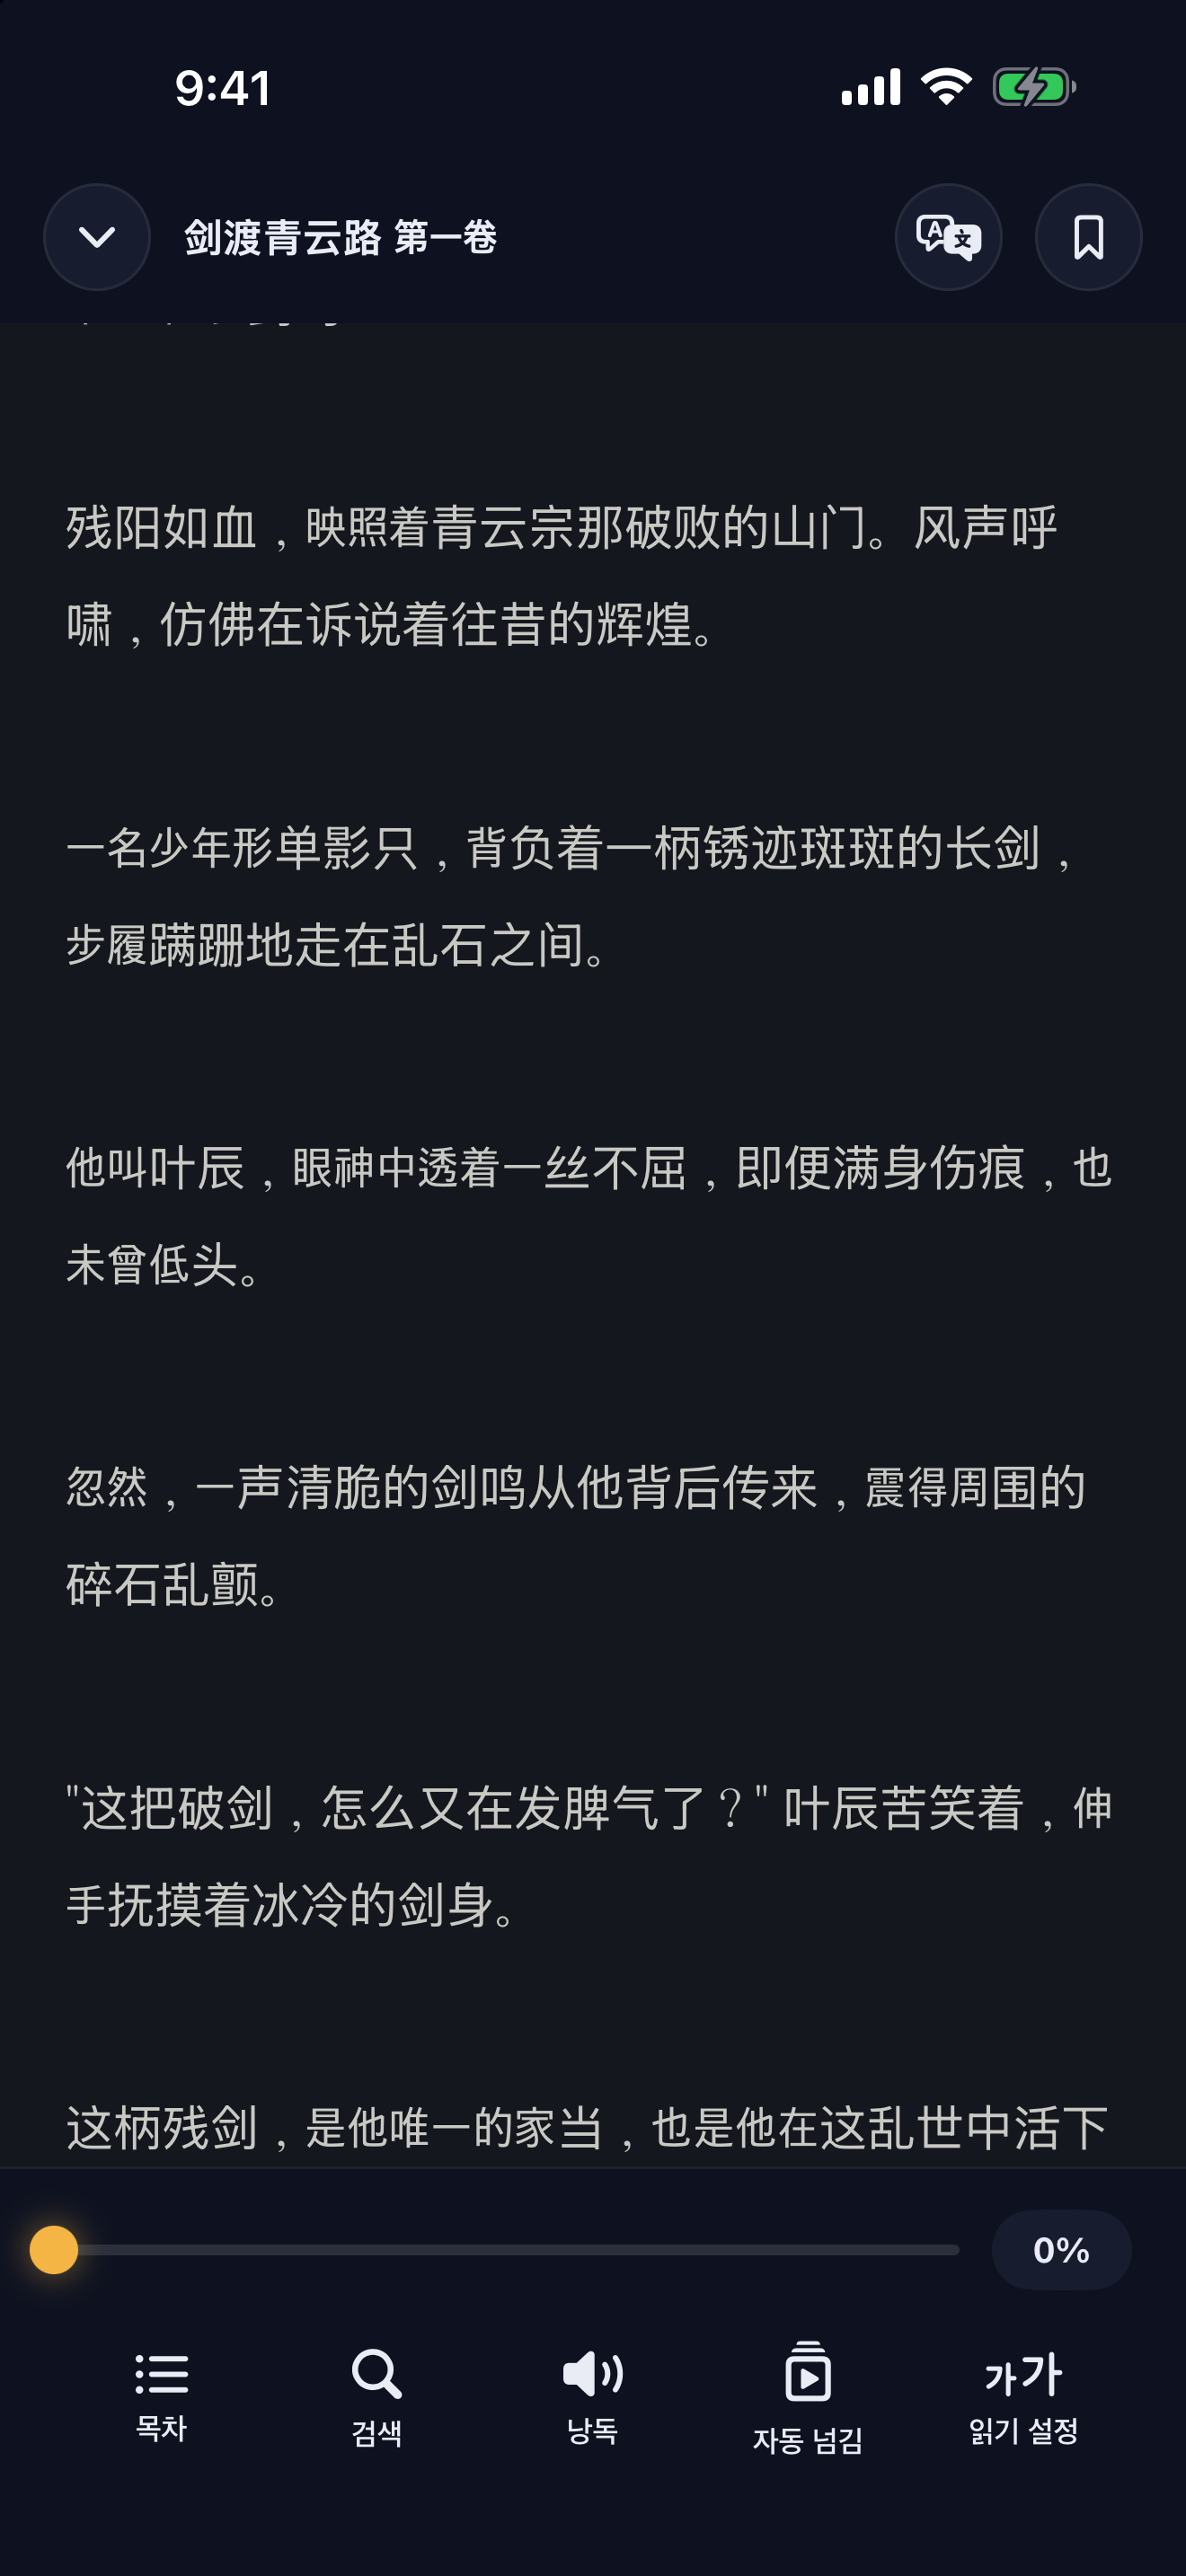 9:41
剑渡青云路 第一卷
残阳如血，映照着青云宗那破败的山门。风声呼
啸，仿佛在诉说着往昔的辉煌。
一名少年形单影只，背负着一柄锈迹斑斑的长剑，
步履蹒跚地走在乱石之间。
他叫叶辰，眼神中透着一丝不屈，即便满身伤痕，也
未曾低头。
忽然，一声清脆的剑鸣从他背后传来，震得周围的
碎石乱颤。
"这把破剑，怎么又在发脾气了？" 叶辰苦笑着，伸
手抚摸着冰冷的剑身。
这柄残剑，是他唯一的家当，也是他在这乱世中活下
0%
목차 검색 낭독 자동 넘김 가가 읽기 설정